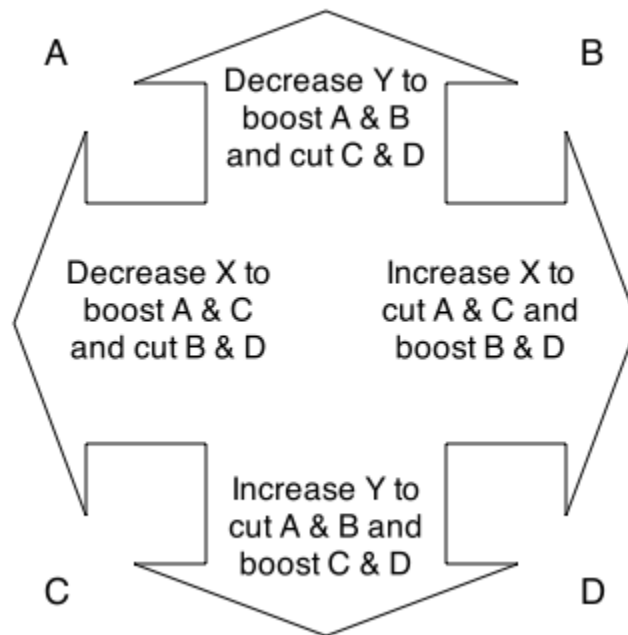 A
B
Decrease Y to
boost A & B
and cut C & D
Decrease X to
boost A & C
and cut B & D
Increase X to
cut A & C and
boost B & D
Increase Y to
cut A & B and
boost C & D
C
D